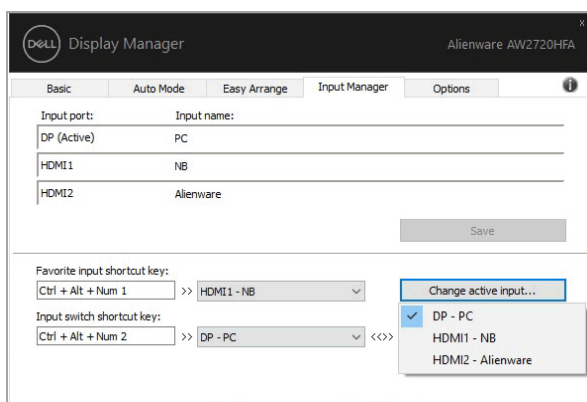 DELL Display Manager Alienware AW2720HFA
x
Basic Auto Mode Easy Arrange Input Manager Options i
Input port: Input name:
DP (Active) PC
HDMI1 NB
HDMI2 Alienware
Save
Favorite input shortcut key:
Ctrl + Alt + Num 1 >> HDMI1 - NB Change active input...
Input switch shortcut key:
Ctrl + Alt + Num 2 >> DP - PC <<>>
DP - PC
HDMI1 - NB
HDMI2 - Alienware